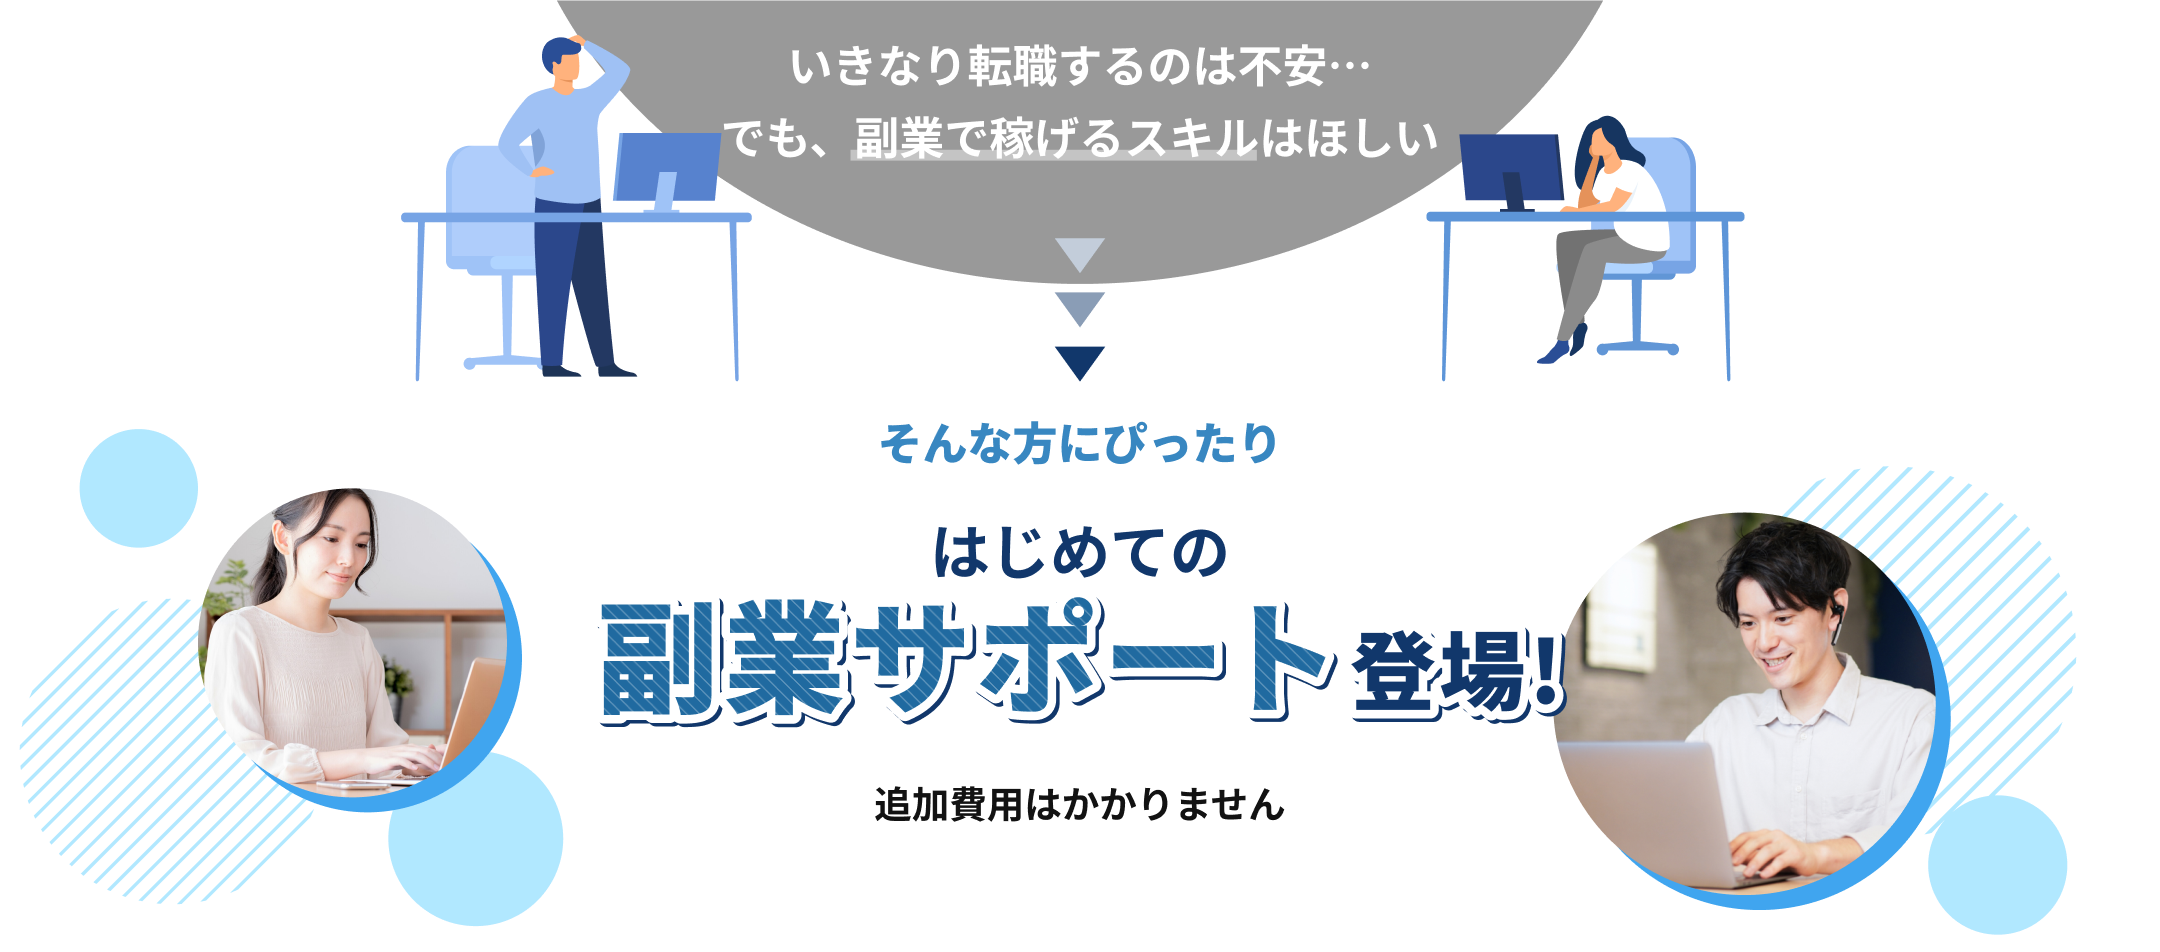 いきなり転職するのは不安…
でも、副業で稼げるスキルはほしい
そんな方にぴったり
はじめての
副業サポート登場!
追加費用はかかりません